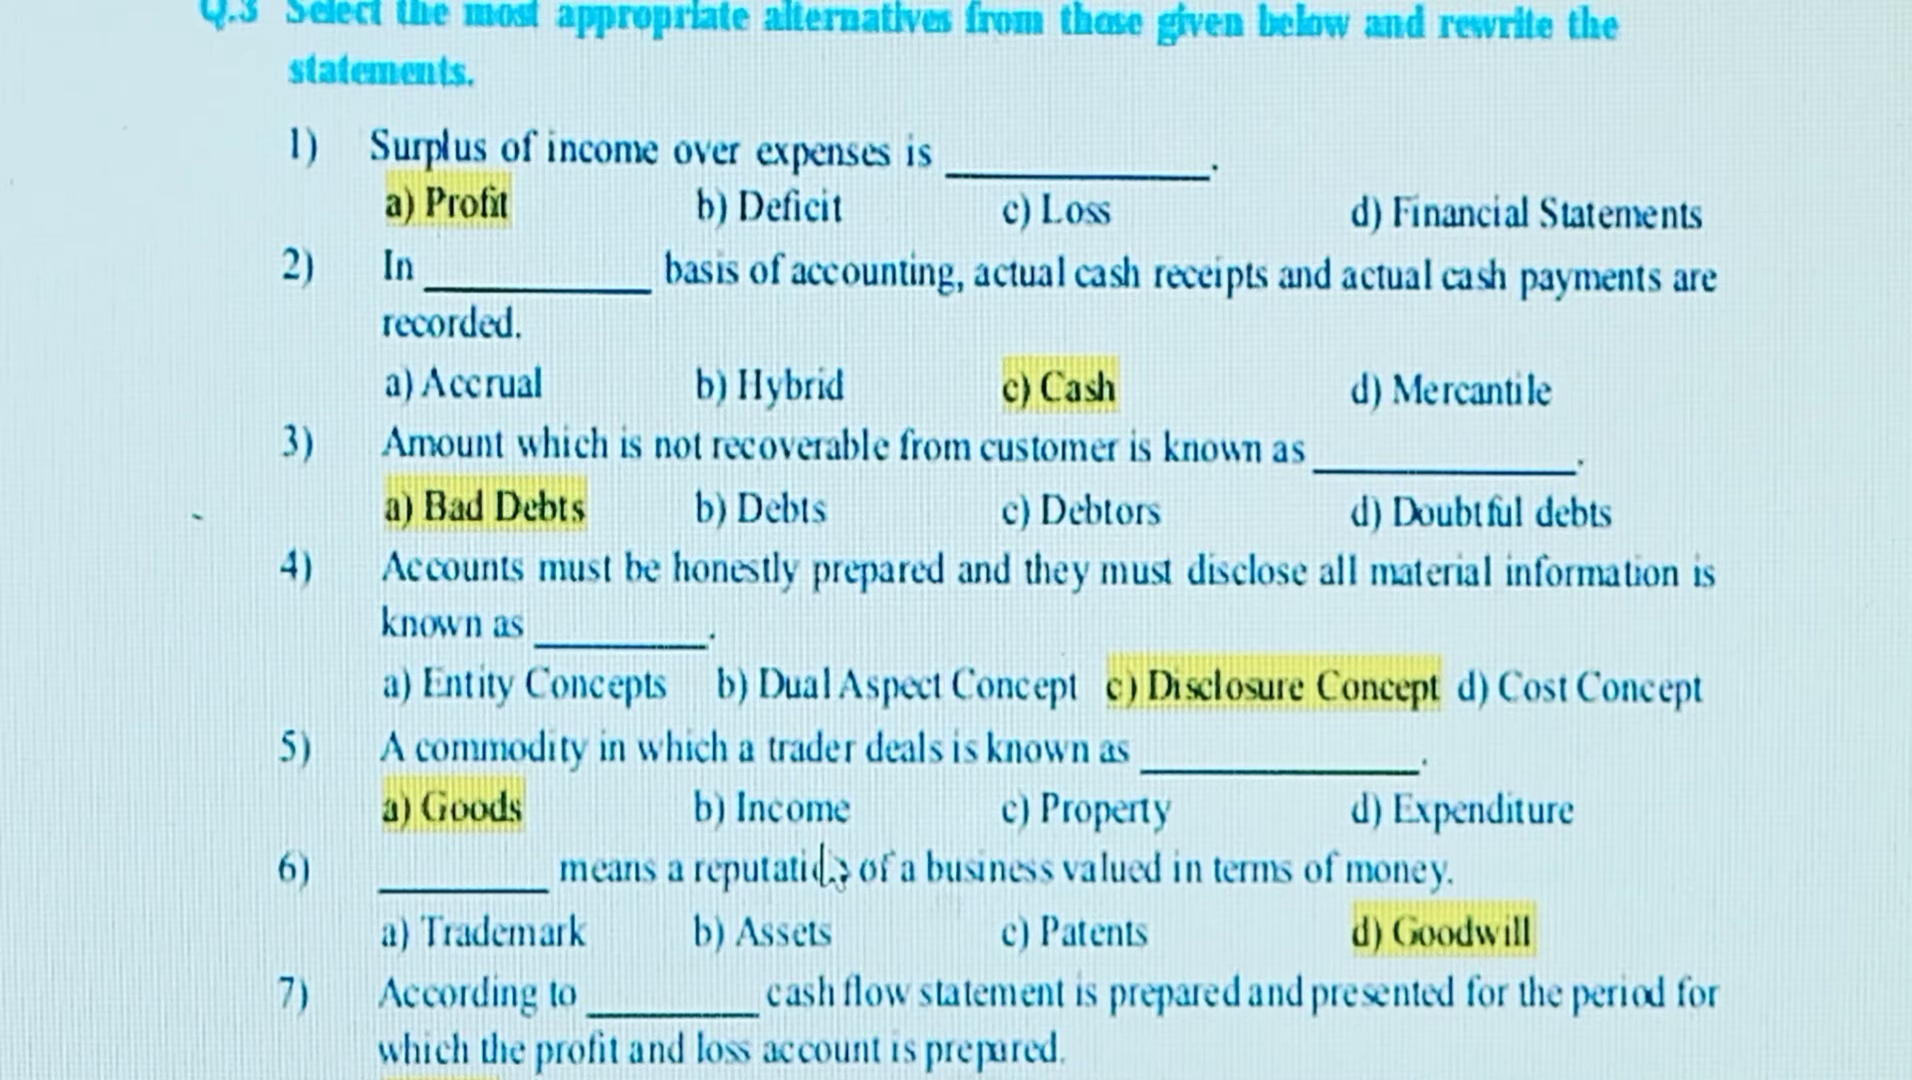 Q.3 Select the most appropriate alternatives from those given below and rewrite the
statements.
1) Surplus of income over expenses is ____________.
a) Profit b) Deficit c) Loss d) Financial Statements
2) In ____________ basis of accounting, actual cash receipts and actual cash payments are
recorded.
a) Accrual b) Hybrid c) Cash d) Mercantile
3) Amount which is not recoverable from customer is known as ____________.
a) Bad Debts b) Debts c) Debtors d) Doubtful debts
4) Accounts must be honestly prepared and they must disclose all material information is
known as ________.
a) Entity Concepts b) Dual Aspect Concept c) Disclosure Concept d) Cost Concept
5) A commodity in which a trader deals is known as ____________.
a) Goods b) Income c) Property d) Expenditure
6) ________ means a reputation of a business valued in terms of money.
a) Trademark b) Assets c) Patents d) Goodwill
7) According to ________ cash flow statement is prepared and presented for the period for
which the profit and loss account is prepared.